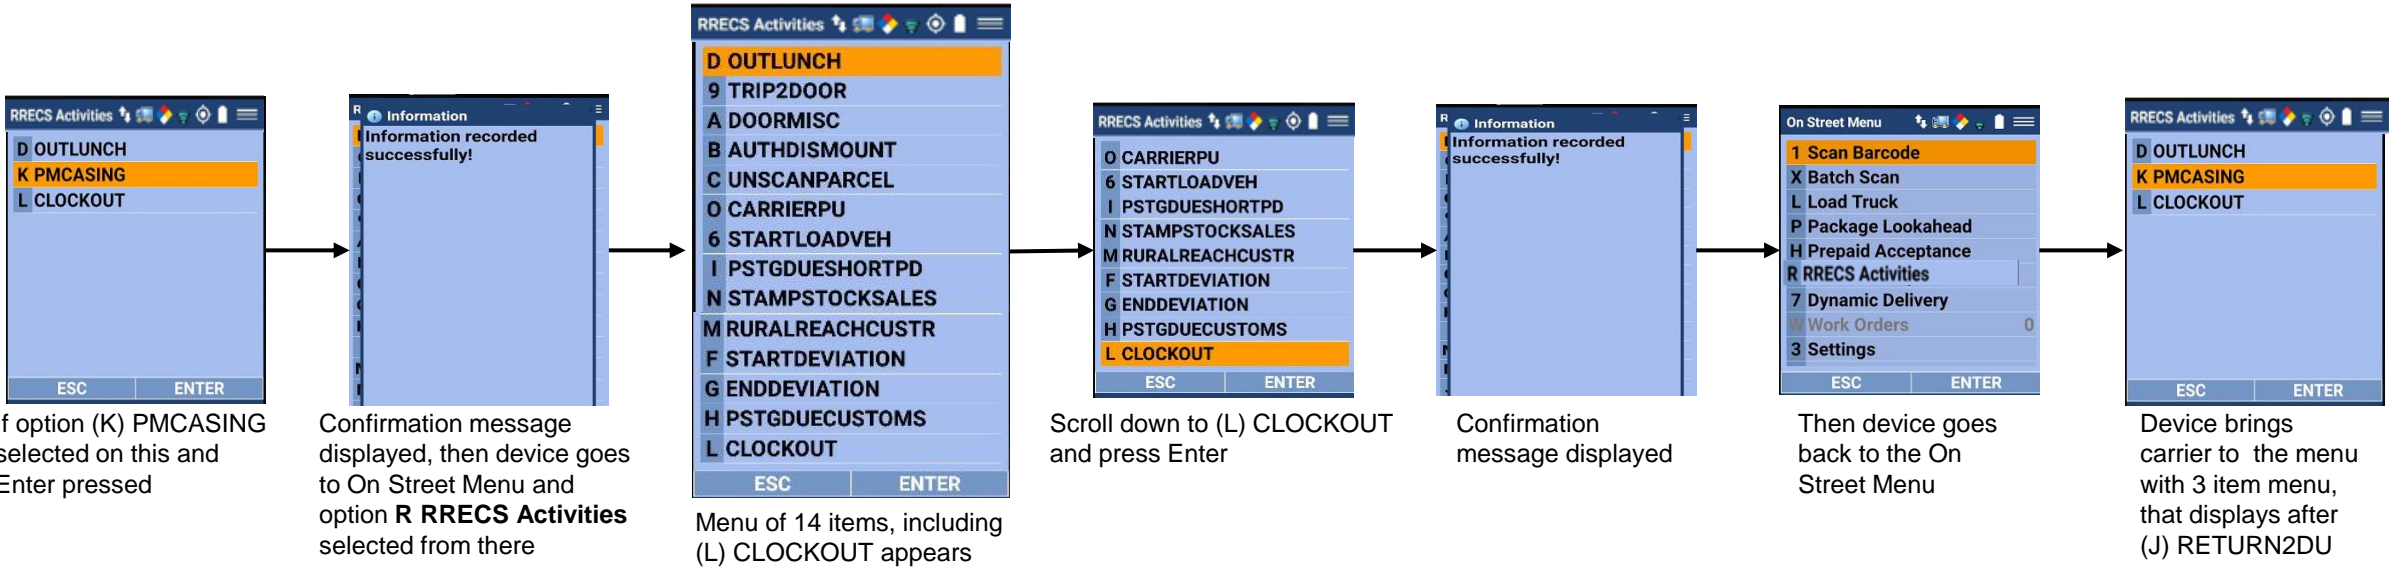 RRECS Activities
D OUTLUNCH
K PMCASING
L CLOCKOUT
ESC ENTER
f option (K) PMCASING
selected on this and
Enter pressed
R
Information
Information recorded
successfully!
Confirmation message
displayed, then device goes
to On Street Menu and
option R RRECS Activities
selected from there
RRECS Activities
D OUTLUNCH
9 TRIP2DOOR
A DOORMISC
B AUTHDISMOUNT
C UNSCANPARCEL
O CARRIERPU
6 STARTLOADVEH
I PSTGDUESHORTPD
N STAMPSTOCKSALES
M RURALREACHCUSTR
F STARTDEVIATION
G ENDDEVIATION
H PSTGDUECUSTOMS
L CLOCKOUT
ESC ENTER
Menu of 14 items, including
(L) CLOCKOUT appears
RRECS Activities
O CARRIERPU
6 STARTLOADVEH
I PSTGDUESHORTPD
N STAMPSTOCKSALES
M RURALREACHCUSTR
F STARTDEVIATION
G ENDDEVIATION
H PSTGDUECUSTOMS
L CLOCKOUT
ESC ENTER
Scroll down to (L) CLOCKOUT
and press Enter
R
Information
Information recorded
successfully!
Confirmation
message displayed
On Street Menu
1 Scan Barcode
X Batch Scan
L Load Truck
P Package Lookahead
H Prepaid Acceptance
R RRECS Activities
7 Dynamic Delivery
W Work Orders 0
3 Settings
ESC ENTER
Then device goes
back to the On
Street Menu
RRECS Activities
D OUTLUNCH
K PMCASING
L CLOCKOUT
ESC ENTER
Device brings
carrier to the menu
with 3 item menu,
that displays after
(J) RETURN2DU